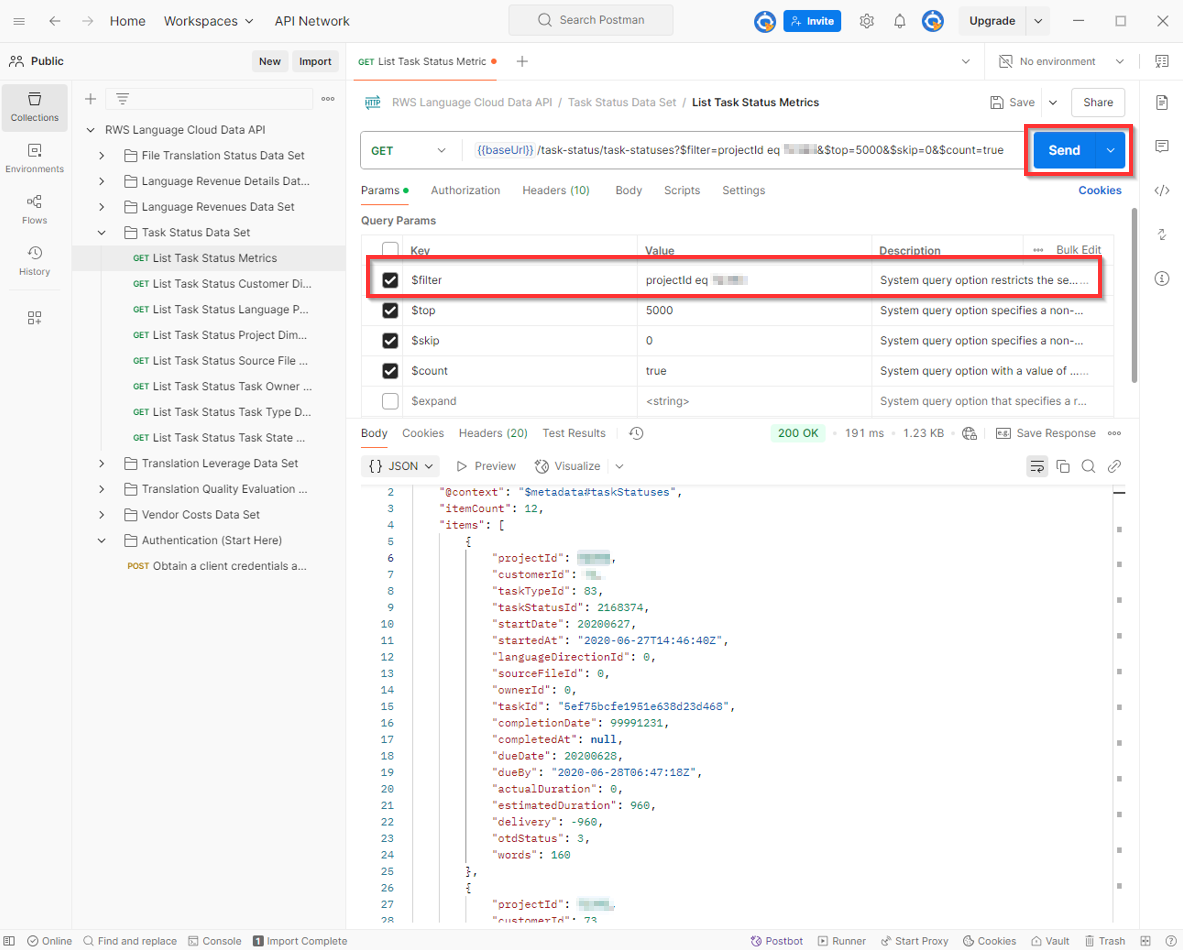 Home Workspaces API Network Search Postman Invite Upgrade
Public New Import GET List Task Status Metric No environment
Collections
Environments
Flows
History
RWS Language Cloud Data API
File Translation Status Data Set
Language Revenue Details Dat...
Language Revenues Data Set
Task Status Data Set
GET List Task Status Metrics
GET List Task Status Customer Di...
GET List Task Status Language P...
GET List Task Status Project Dim...
GET List Task Status Source File ...
GET List Task Status Task Owner ...
GET List Task Status Task Type D...
GET List Task Status Task State ...
Translation Leverage Data Set
Translation Quality Evaluation ...
Vendor Costs Data Set
Authentication (Start Here)
POST Obtain a client credentials a...
HTTP RWS Language Cloud Data API / Task Status Data Set / List Task Status Metrics Save Share
GET {{baseUrl}} /task-status/task-statuses?$filter=projectId eq &$top=5000&$skip=0&$count=true Send
Params Authorization Headers (10) Body Scripts Settings Cookies
Query Params
Key Value Description Bulk Edit
$filter projectId eq System query option restricts the se......
$top 5000 System query option specifies a non-...
$skip 0 System query option specifies a non-...
$count true System query option with a value of ......
$expand <string> System query option that specifies a r...
Body Cookies Headers (20) Test Results 200 OK 191 ms 1.23 KB e.g. Save Response
{} JSON Preview Visualize
2 "@context": "$metadata#taskStatuses",
3 "itemCount": 12,
4 "items": [
5 {
6 "projectId": ,
7 "customerId":
8 "taskTypeId": 83,
9 "taskStatusId": 2168374,
10 "startDate": 20200627,
11 "startedAt": "2020-06-27T14:46:40Z",
12 "languageDirectionId": 0,
13 "sourceFileId": 0,
14 "ownerId": 0,
15 "taskId": "5ef75bcfe1951e638d23d468",
16 "completionDate": 99991231,
17 "completedAt": null,
18 "dueDate": 20200628,
19 "dueBy": "2020-06-28T06:47:18Z",
20 "actualDuration": 0,
21 "estimatedDuration": 960,
22 "delivery": -960,
23 "otdStatus": 3,
24 "words": 160
25 },
26 {
27 "projectId": ,
28 "customerId": 73
Online Find and replace Console 1 Import Complete Postbot Runner Start Proxy Cookies Vault Trash